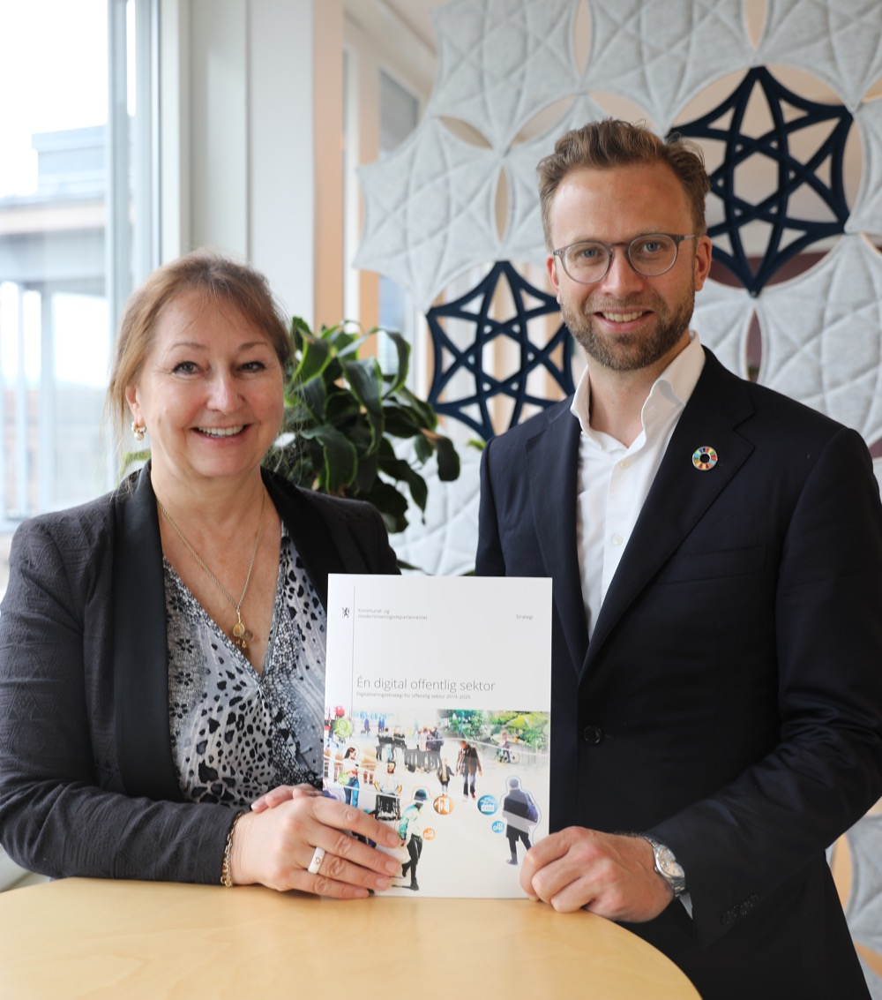 Kommunal- og
moderniseringsdepartementet
Strategi
Én digital offentlig sektor
Digitaliseringsstrategi for offentlig sektor 2019–2025